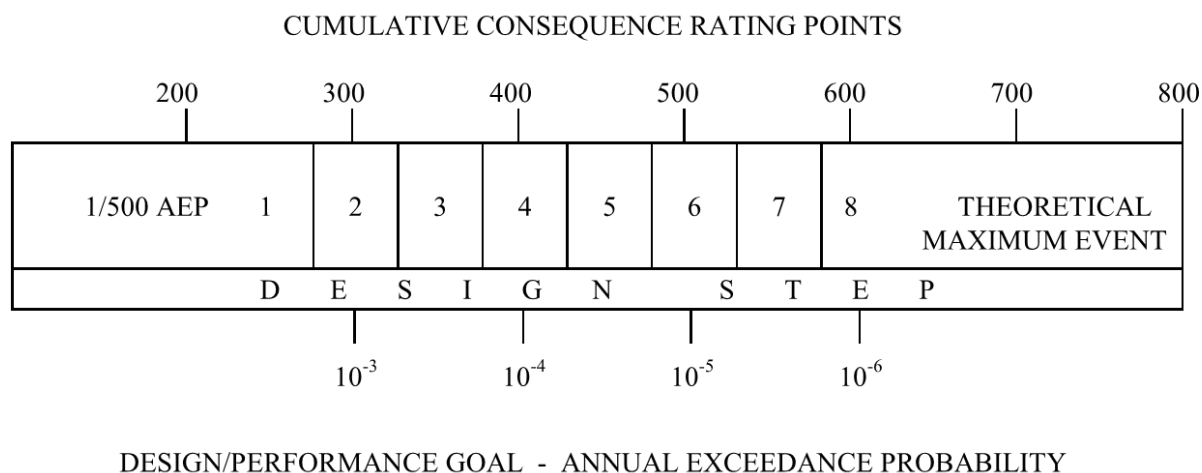 CUMULATIVE CONSEQUENCE RATING POINTS
200 300 400 500 600 700 800
1/500 AEP 1 2 3 4 5 6 7 8 THEORETICAL
MAXIMUM EVENT
D E S I G N S T E P
10⁻³ 10⁻⁴ 10⁻⁵ 10⁻⁶
DESIGN/PERFORMANCE GOAL - ANNUAL EXCEEDANCE PROBABILITY